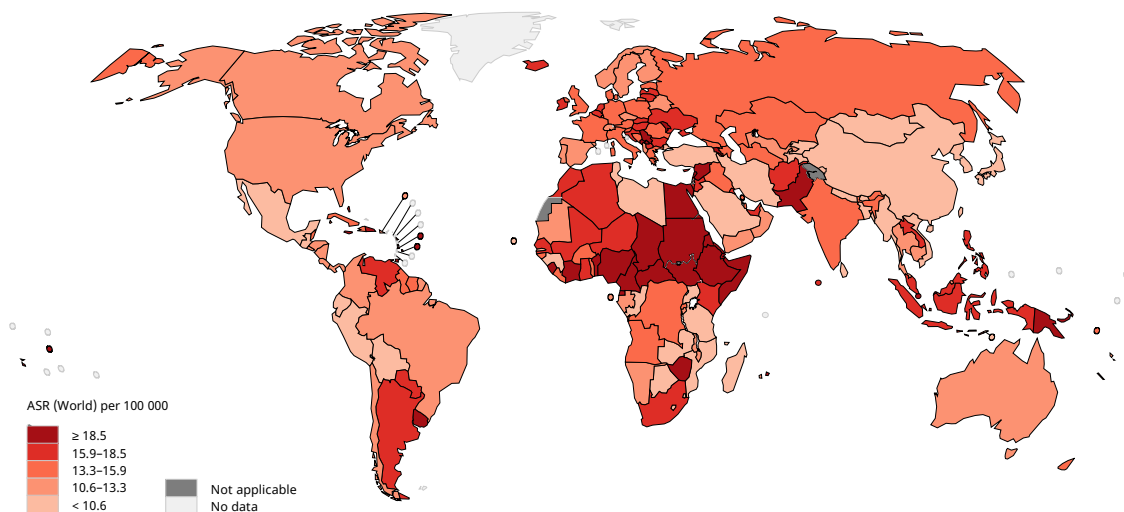 ASR (World) per 100 000
≥ 18.5
15.9–18.5
13.3–15.9
10.6–13.3
< 10.6
Not applicable
No data